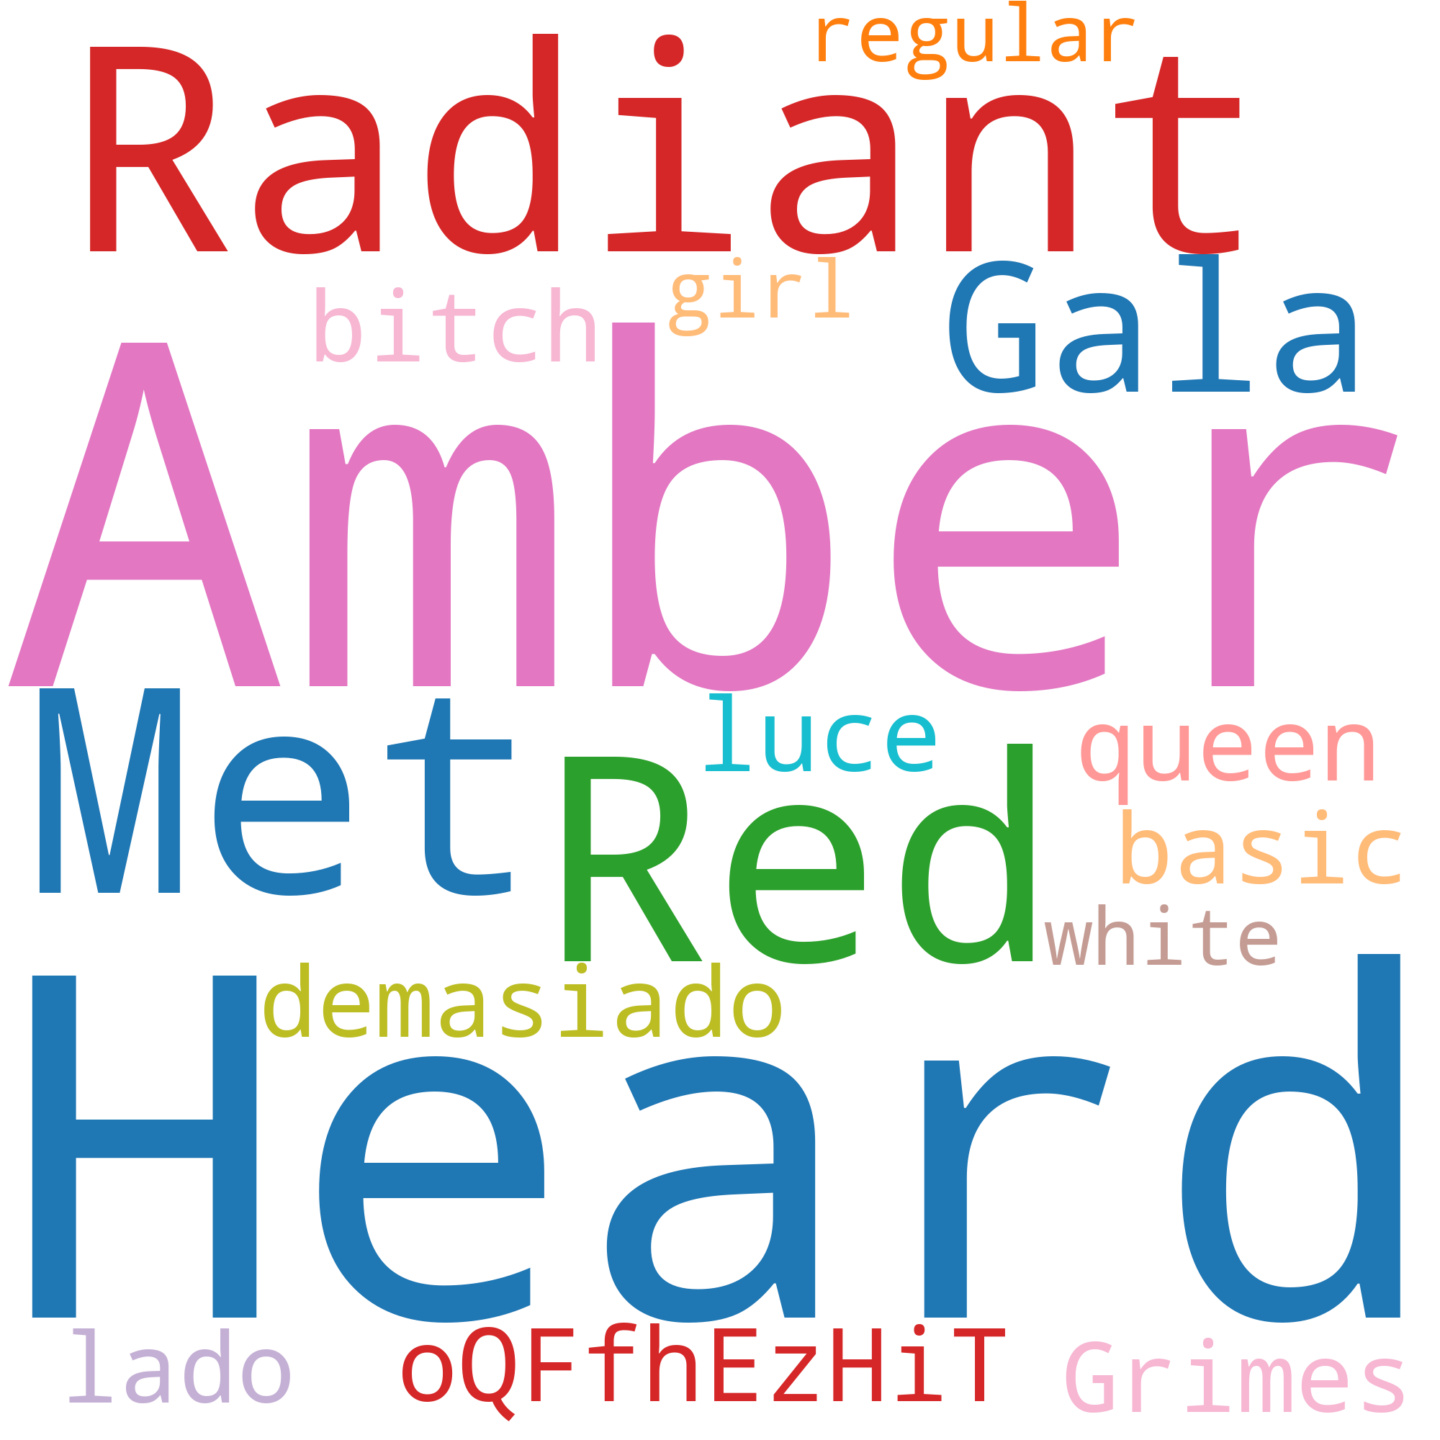 regular
Radiant
bitch girl Gala
Amber
Met luce queen
Red basic
white
demasiado
Heard
lado oQFfhEzHiT Grimes